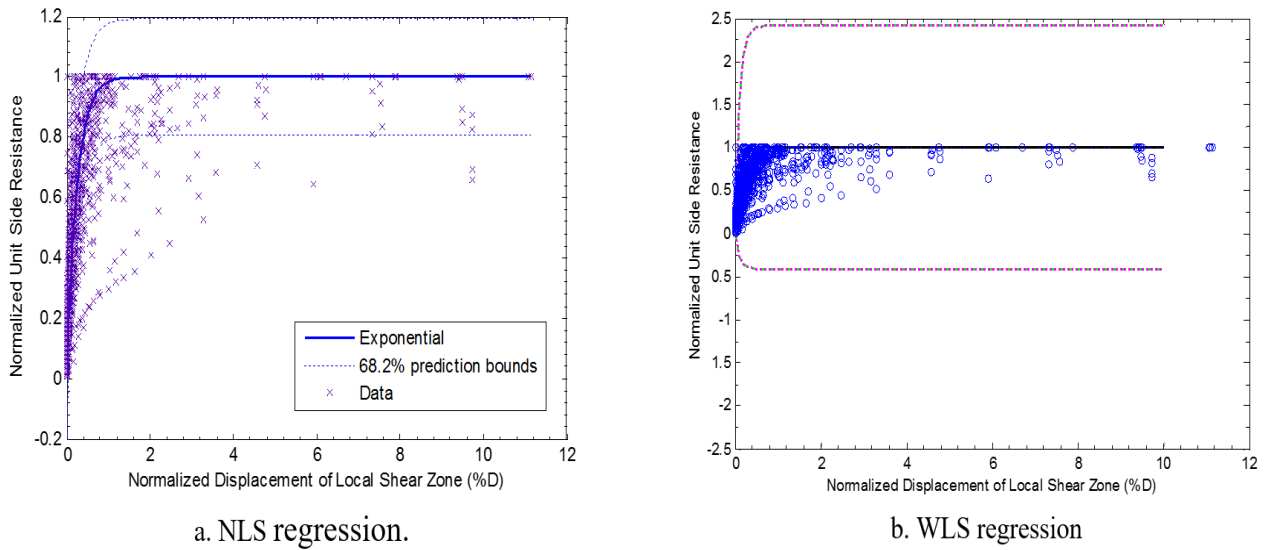 1.2
1
0.8
0.6
0.4
0.2
0
-0.2
Normalized Unit Side Resistance
0 2 4 6 8 10 12
Normalized Displacement of Local Shear Zone (%D)
Exponential
68.2% prediction bounds
Data
a. NLS regression.
2.5
2
1.5
1
0.5
0
0.5
-1
1.5
-2
-2.5
Normalized Unit Side Resistance
0 2 4 6 8 10 12
Normalized Displacement of Local Shear Zone (%D)
b. WLS regression